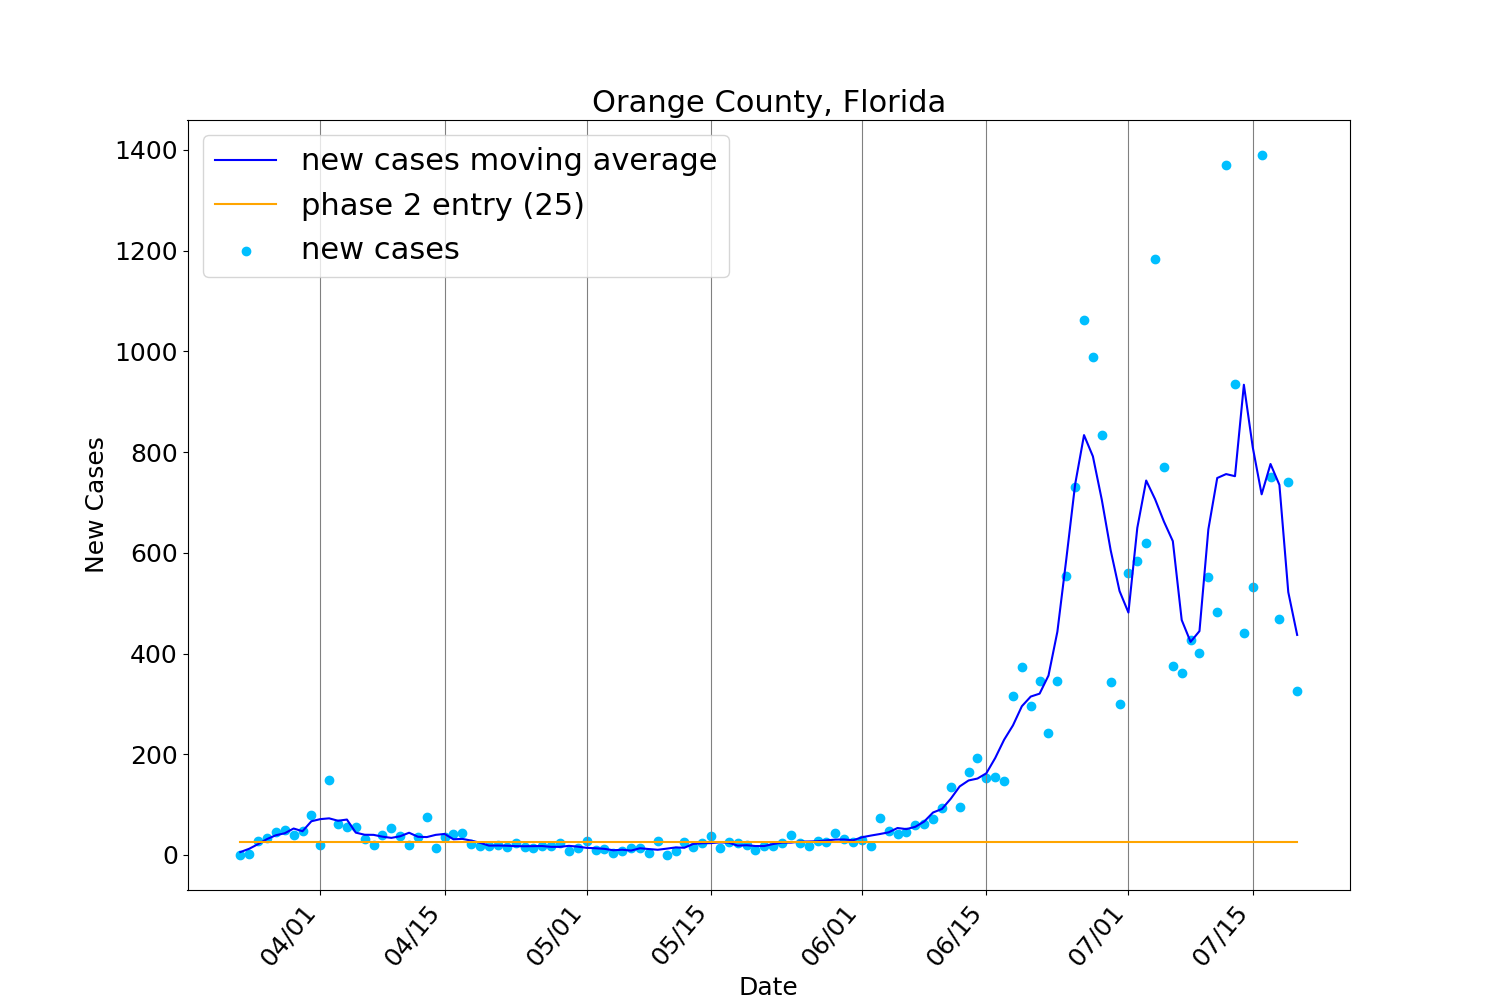 Orange County, Florida
new cases moving average
phase 2 entry (25)
new cases
1400
1200
1000
800
600
400
200
0
New Cases
04/01
04/15
05/01
05/15
06/01
06/15
07/01
07/15
Date